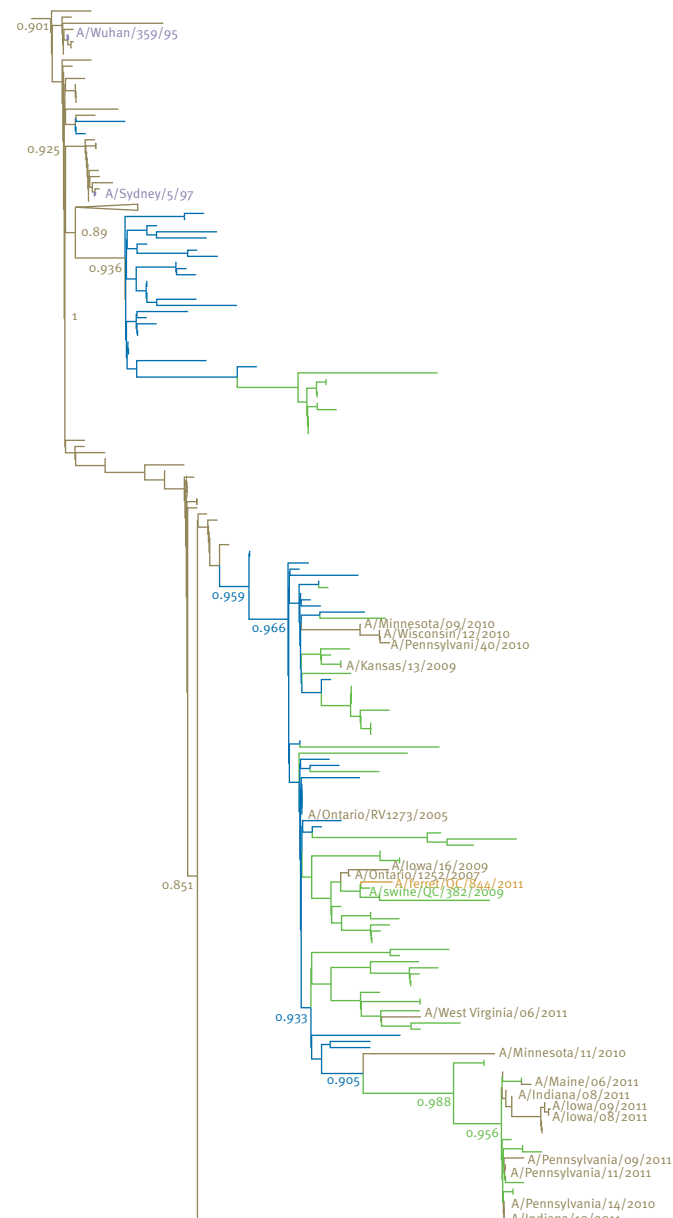 0.901
A/Wuhan/359/95
0.925
A/Sydney/5/97
0.89
0.936
1
0.959
0.966
A/Minnesota/09/2010
A/Wisconsin/12/2010
A/Pennsylvani/40/2010
A/Kansas/13/2009
A/Ontario/RV1273/2005
A/Iowa/16/2009
A/Ontario/1252/2007
A/ferret/QC/844/2011
0.851
A/swine/QC/382/2009
A/West Virginia/06/2011
0.933
A/Minnesota/11/2010
0.905
A/Maine/06/2011
A/Indiana/08/2011
0.988
A/Iowa/09/2011
A/Iowa/08/2011
0.956
A/Pennsylvania/09/2011
A/Pennsylvania/11/2011
A/Pennsylvania/14/2010
A/Indiana/10/2011